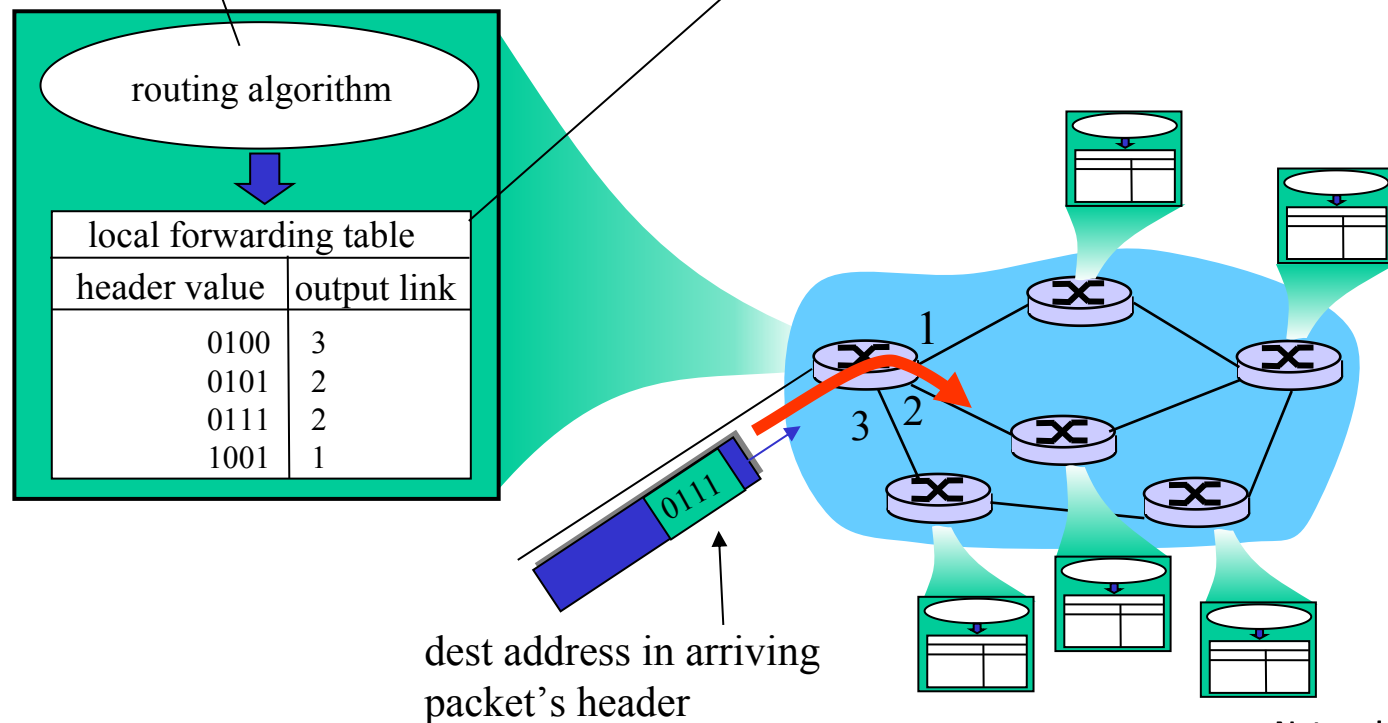 routing algorithm
local forwarding table
header value output link
0100 3
0101 2
0111 2
1001 1
1
2
3
0111
dest address in arriving
packet's header